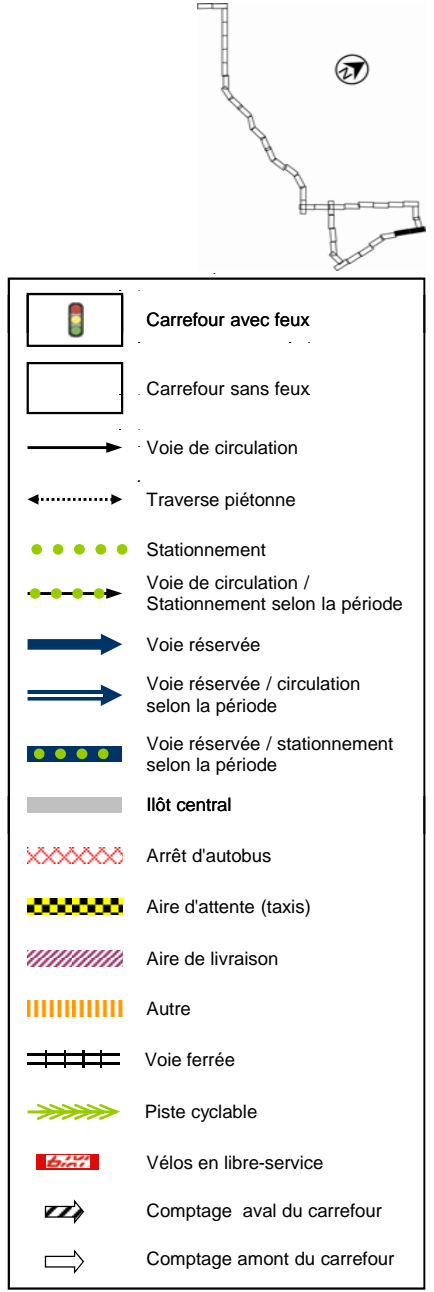 N
Carrefour avec feux
Carrefour sans feux
Voie de circulation
Traverse piétonne
Stationnement
Voie de circulation /
Stationnement selon la période
Voie réservée
Voie réservée / circulation
selon la période
Voie réservée / stationnement
selon la période
Ilôt central
Arrêt d'autobus
Aire d'attente (taxis)
Aire de livraison
Autre
Voie ferrée
Piste cyclable
Vélos en libre-service
Comptage aval du carrefour
Comptage amont du carrefour